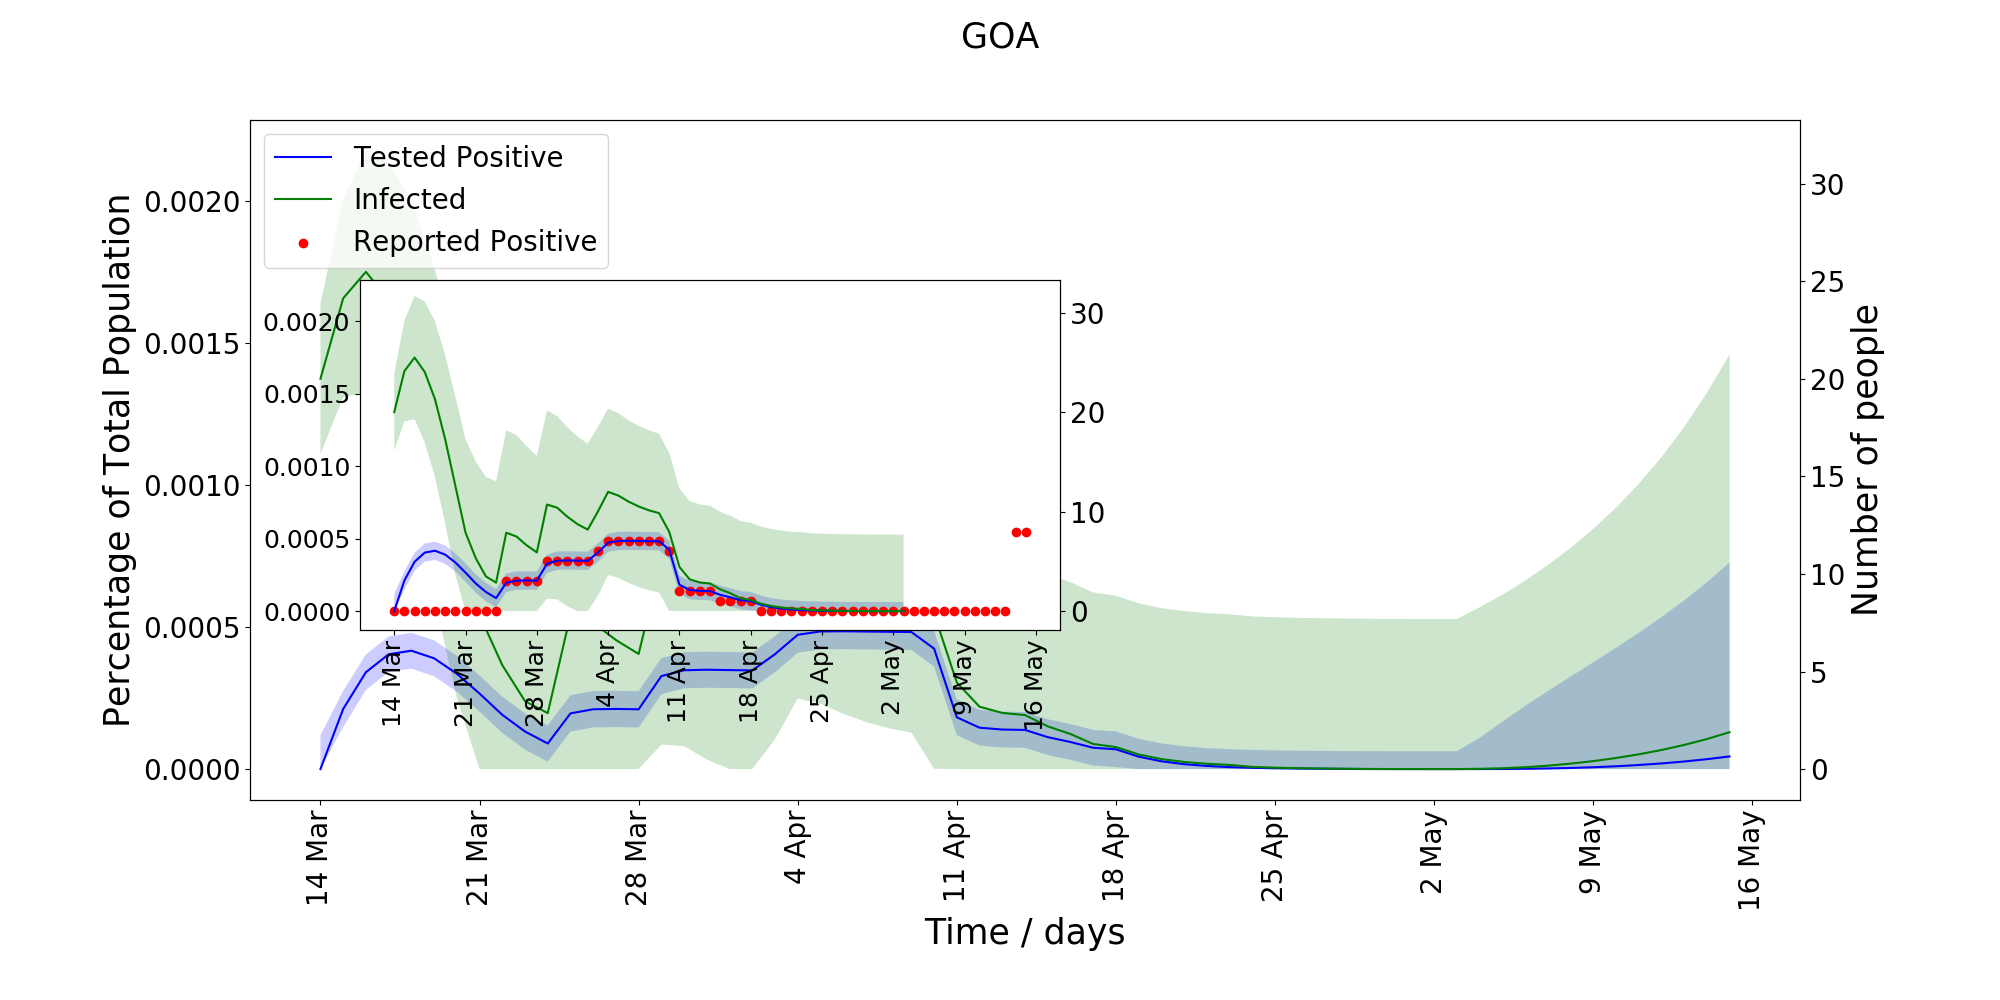 GOA
Tested Positive
Infected
Reported Positive
Percentage of Total Population
0.0020
0.0015
0.0010
0.0005
0.0000
30
25
20
15
10
5
0
Number of people
0.0020
0.0015
0.0010
0.0005
0.0000
30
20
10
0
14 Mar
21 Mar
28 Mar
4 Apr
11 Apr
18 Apr
25 Apr
2 May
9 May
16 May
14 Mar
21 Mar
28 Mar
4 Apr
11 Apr
18 Apr
25 Apr
2 May
9 May
16 May
Time / days